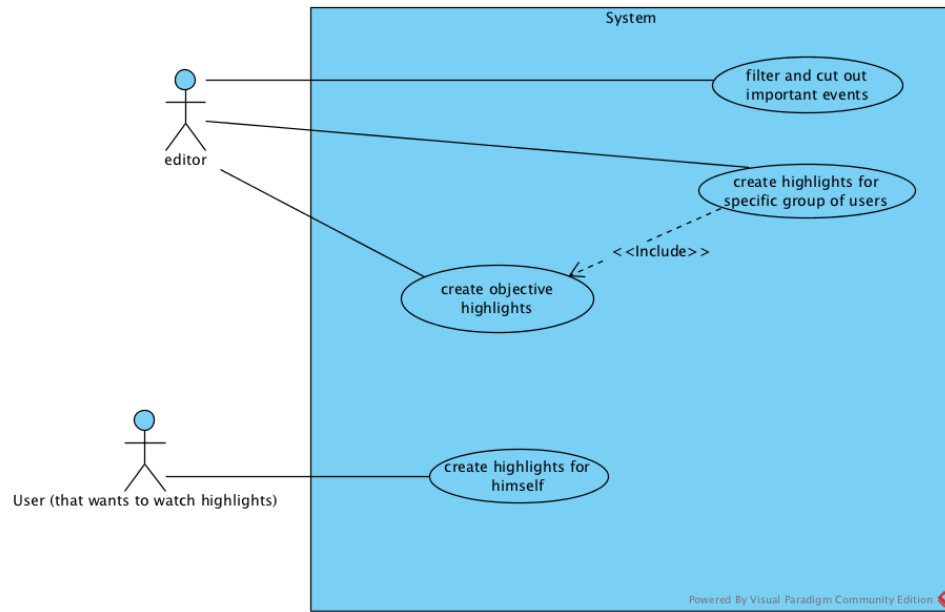 System
filter and cut out
important events
editor
create highlights for
specific group of users
<<Include>>
create objective
highlights
create highlights for
himself
User (that wants to watch highlights)
Powered By Visual Paradigm Community Edition